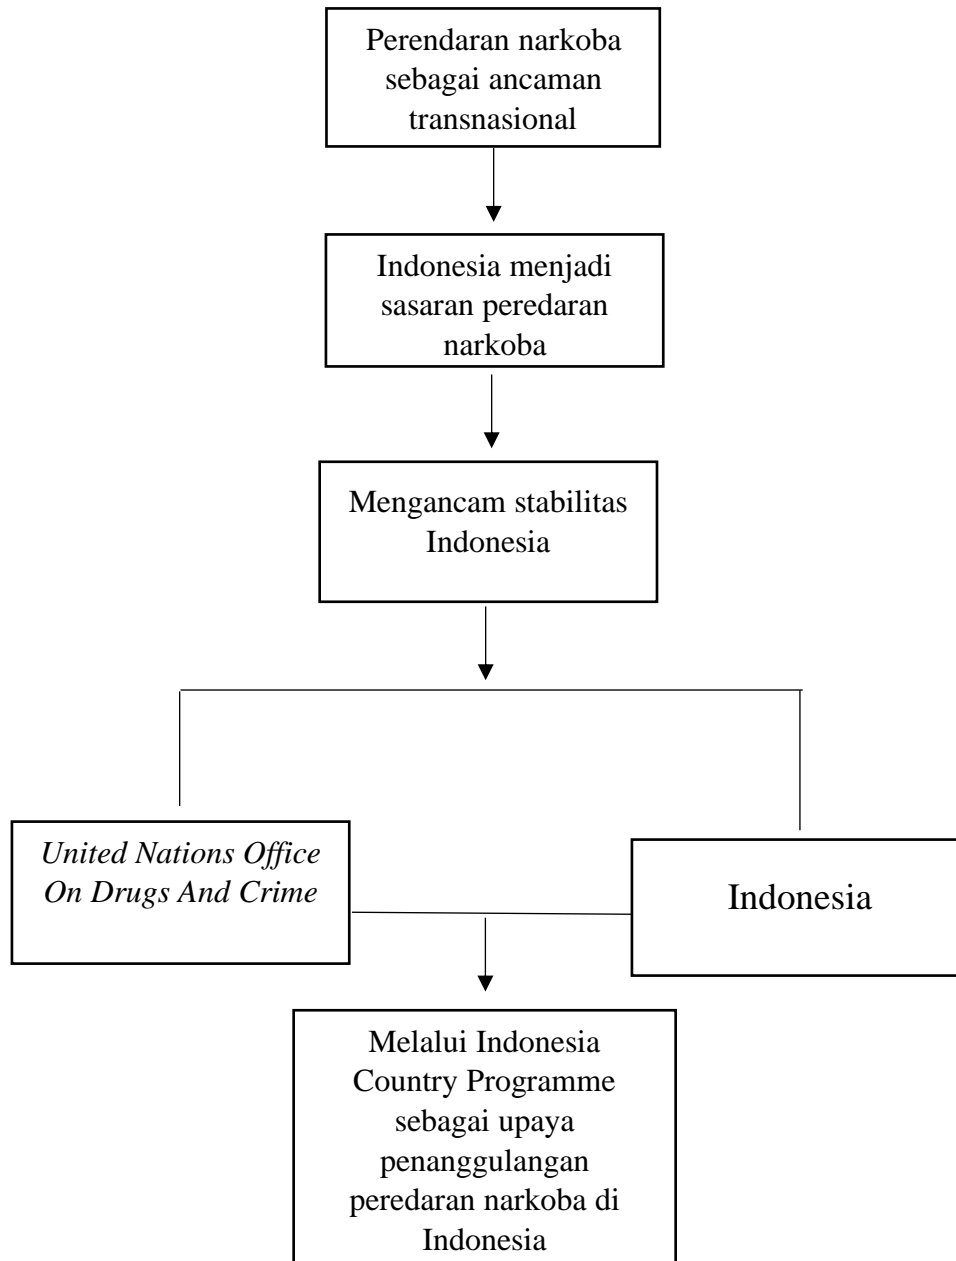 Perendaran narkoba
sebagai ancaman
transnasional
Indonesia menjadi
sasaran peredaran
narkoba
Mengancam stabilitas
Indonesia
United Nations Office
On Drugs And Crime
Indonesia
Melalui Indonesia
Country Programme
sebagai upaya
penanggulangan
peredaran narkoba di
Indonesia